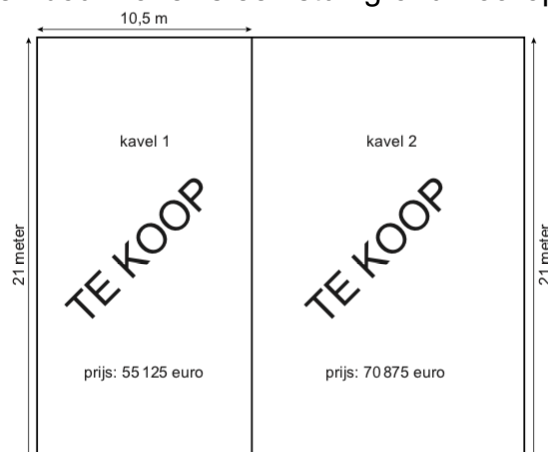 10,5 m
kavel 1
kavel 2
TE KOOP
TE KOOP
21 meter
21 meter
prijs: 55 125 euro
prijs: 70 875 euro